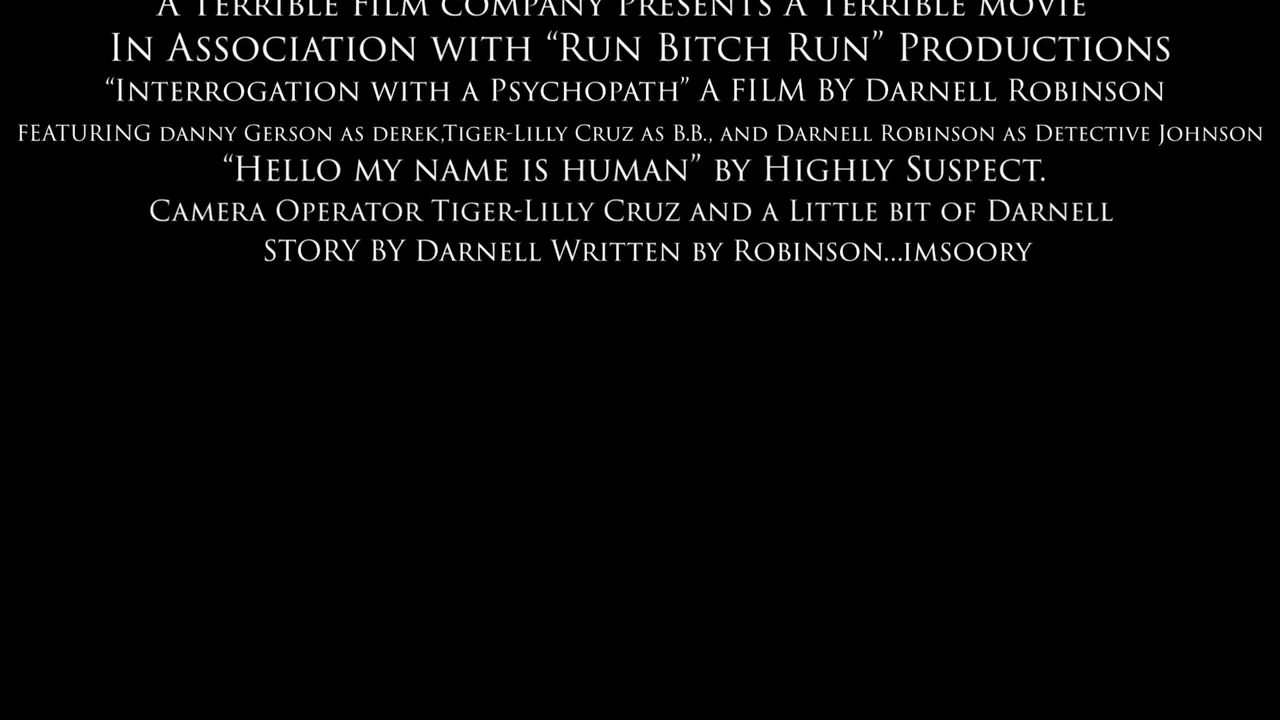 A Terrible Film Company Presents A Terrible movie
In Association with “Run Bitch Run” Productions
“Interrogation with a Psychopath” A FILM BY Darnell Robinson
FEATURING danny Gerson as derek,Tiger-Lilly Cruz as B.B., and Darnell Robinson as Detective Johnson
“Hello my name is human” by Highly Suspect.
Camera Operator Tiger-Lilly Cruz and a Little bit of Darnell
STORY BY Darnell Written by Robinson...imsoory